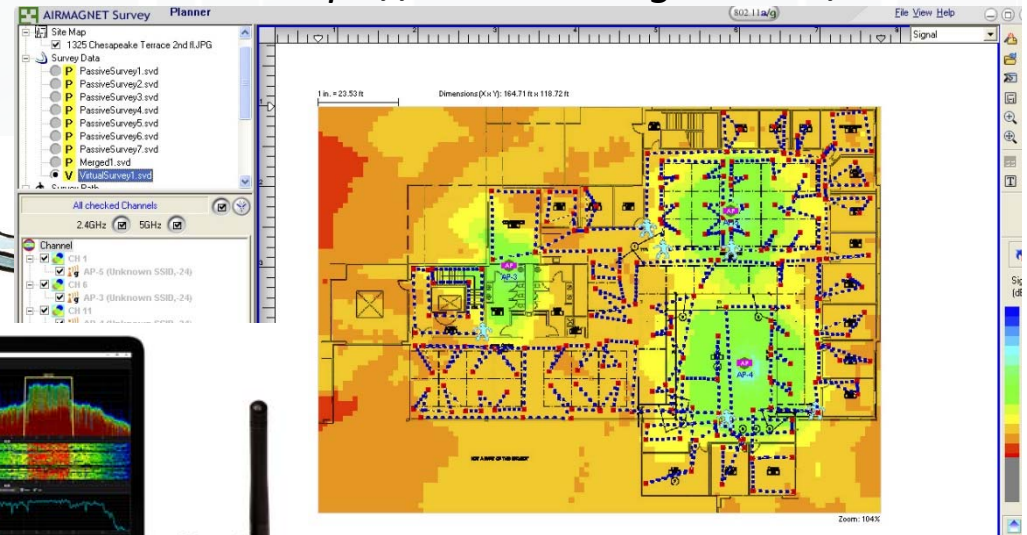 AIRMAGNET Survey Planner
802.11a/g
File View Help
Site Map
1325 Chesapeake Terrace 2nd fl.JPG
Survey Data
P PassiveSurvey1.svd
P PassiveSurvey2.svd
P PassiveSurvey3.svd
P PassiveSurvey4.svd
P PassiveSurvey5.svd
P PassiveSurvey6.svd
P PassiveSurvey7.svd
P Merged1.svd
V VirtualSurvey1.svd
All checked Channels
2.4GHz 5GHz
Channel
CH 1
AP-5 (Unknown SSID,-24)
CH 6
AP-3 (Unknown SSID,-24)
CH 11
Signal
1 in. = 23.53 ft
Dimensions(X x Y): 164.71 ft x 118.72 ft
AP
AP
AP-3
AP
AP-4
Zoom: 104%